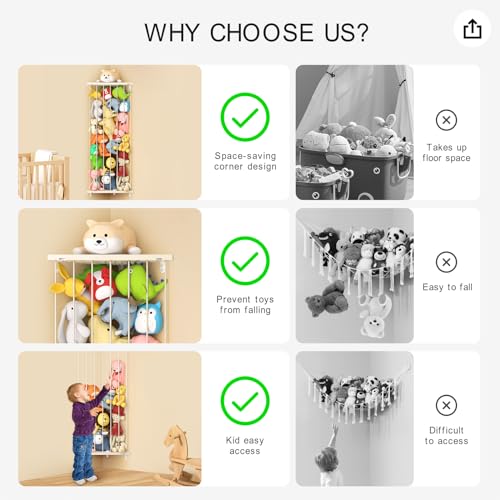 WHY CHOOSE US?
Space-saving
corner design
Takes up
floor space
Prevent toys
from falling
Easy to fall
Kid easy
access
Difficult
to access